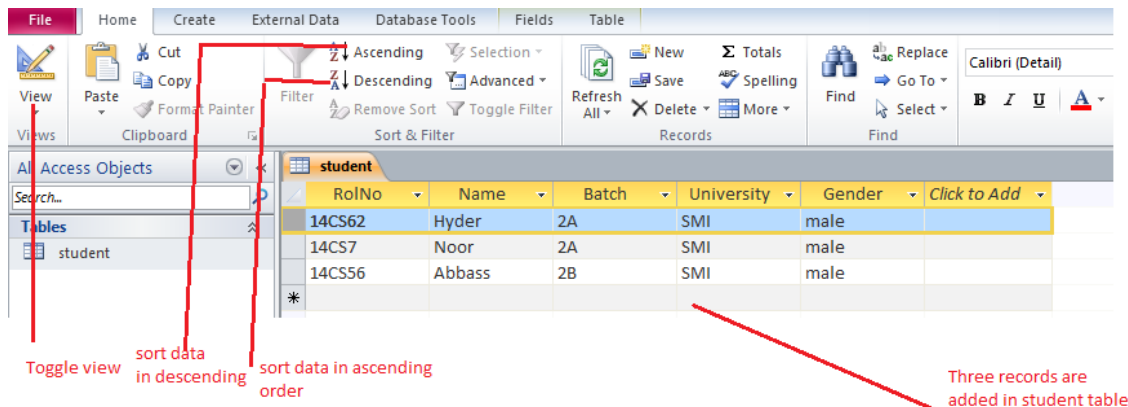 File Home Create External Data Database Tools Fields Table
View
Views
Paste
Cut
Copy
Format Painter
Clipboard
Filter
Ascending
Descending
Remove Sort
Selection
Advanced
Toggle Filter
Sort & Filter
Refresh
All
New
Save
Delete
Totals
Spelling
More
Records
Find
Replace
Go To
Select
Find
Calibri (Detail)
B I U A
All Access Objects
Search...
Tables
student
student
RolNo Name Batch University Gender Click to Add
14CS62 Hyder 2A SMI male
14CS7 Noor 2A SMI male
14CS56 Abbass 2B SMI male
Toggle view
sort data
in descending
sort data in ascending
order
Three records are
added in student table